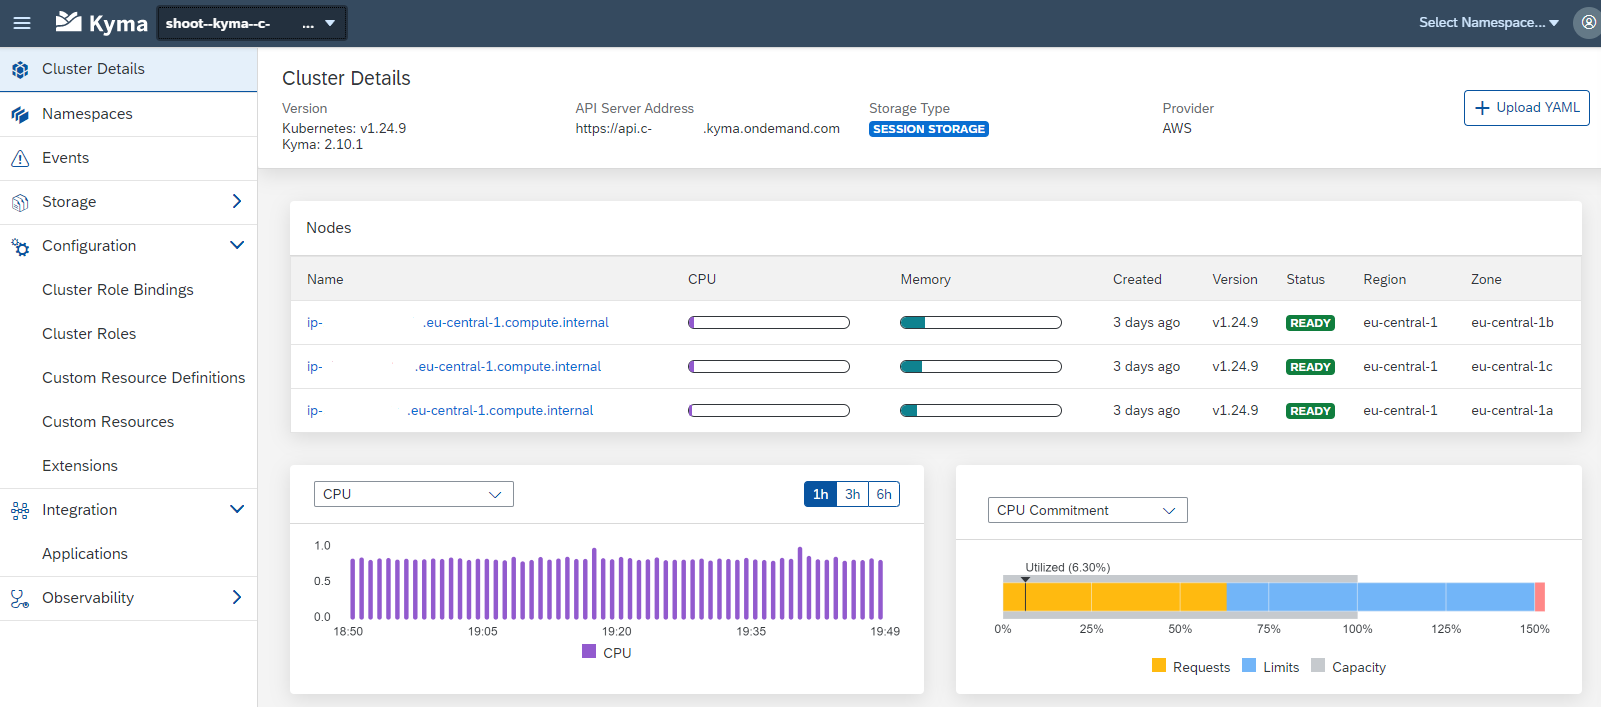 Kyma
shoot--kyma--c- ...
Select Namespace...
Cluster Details
Namespaces
Events
Storage
Configuration
Cluster Role Bindings
Cluster Roles
Custom Resource Definitions
Custom Resources
Extensions
Integration
Applications
Observability
Cluster Details
Version
Kubernetes: v1.24.9
Kyma: 2.10.1
API Server Address
https://api.c- .kyma.ondemand.com
Storage Type
SESSION STORAGE
Provider
AWS
+ Upload YAML
Nodes
Name CPU Memory Created Version Status Region Zone
ip- .eu-central-1.compute.internal 3 days ago v1.24.9 READY eu-central-1 eu-central-1b
ip- .eu-central-1.compute.internal 3 days ago v1.24.9 READY eu-central-1 eu-central-1c
ip- .eu-central-1.compute.internal 3 days ago v1.24.9 READY eu-central-1 eu-central-1a
CPU
1h 3h 6h
1.0
0.5
0.0
18:50 19:05 19:20 19:35 19:49
CPU
CPU Commitment
Utilized (6.30%)
0% 25% 50% 75% 100% 125% 150%
Requests Limits Capacity